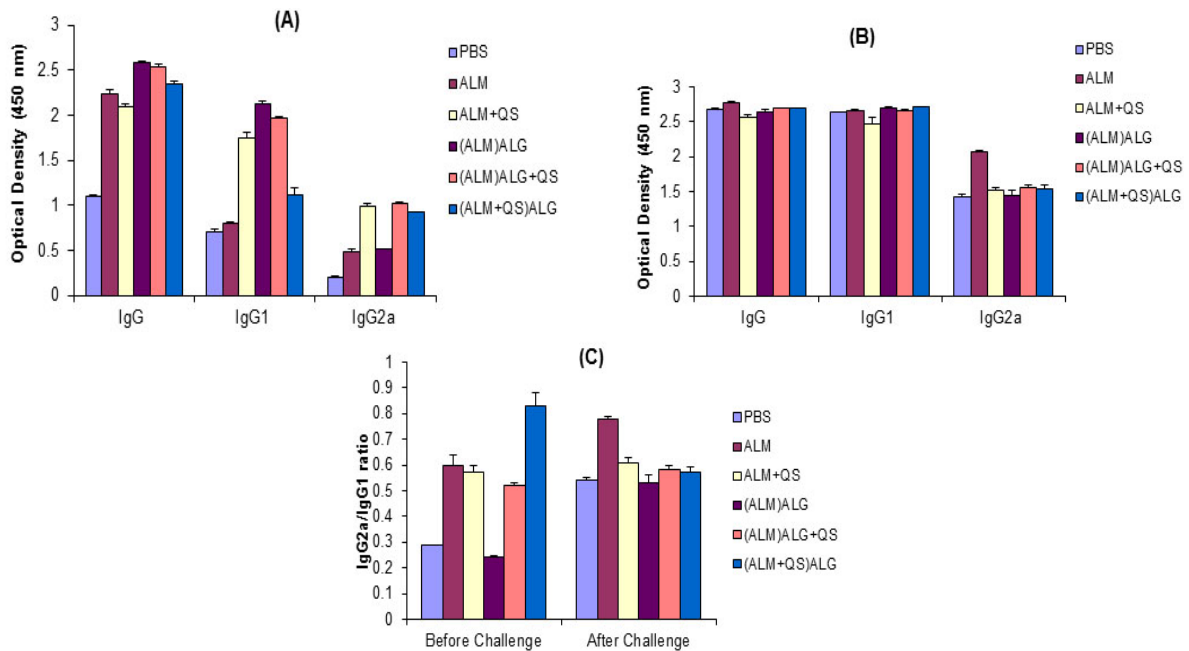 (A)
Optical Density (450 nm)
3
2.5
2
1.5
1
0.5
0
IgG
IgG1
IgG2a
PBS
ALM
ALM+QS
(ALM)ALG
(ALM)ALG+QS
(ALM+QS)ALG
(B)
Optical Density (450 nm)
3
2.5
2
1.5
1
0.5
0
IgG
IgG1
IgG2a
PBS
ALM
ALM+QS
(ALM)ALG
(ALM)ALG+QS
(ALM+QS)ALG
(C)
IgG2a/IgG1 ratio
1
0.9
0.8
0.7
0.6
0.5
0.4
0.3
0.2
0.1
0
Before Challenge
After Challenge
PBS
ALM
ALM+QS
(ALM)ALG
(ALM)ALG+QS
(ALM+QS)ALG